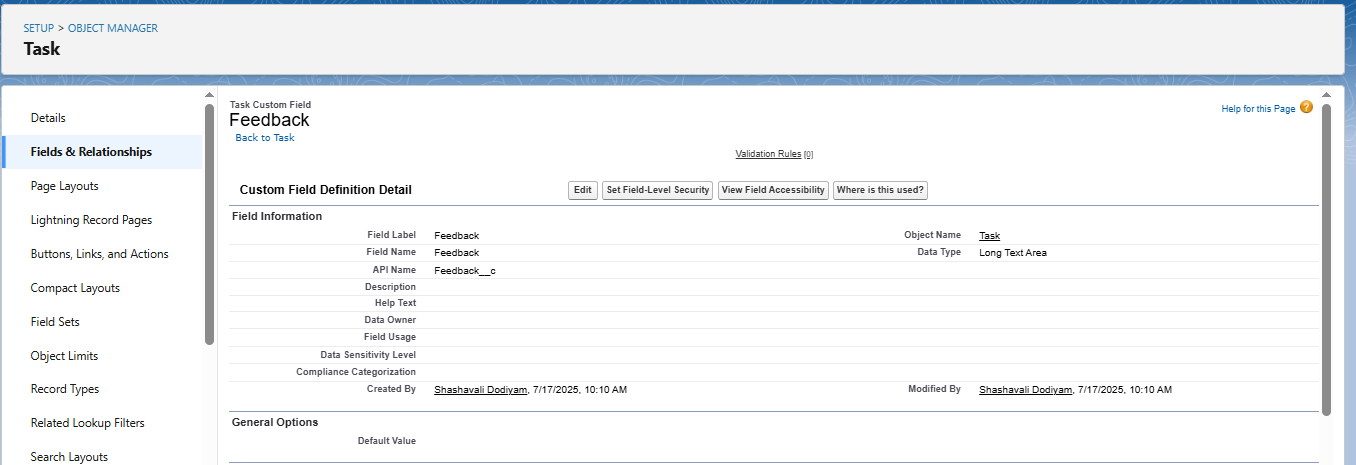 SETUP > OBJECT MANAGER
Task
Details
Fields & Relationships
Page Layouts
Lightning Record Pages
Buttons, Links, and Actions
Compact Layouts
Field Sets
Object Limits
Record Types
Related Lookup Filters
Search Layouts
Task Custom Field
Feedback
Back to Task
Help for this Page ?
Validation Rules [0]
Custom Field Definition Detail Edit Set Field-Level Security View Field Accessibility Where is this used?
Field Information
Field Label Feedback Object Name Task
Field Name Feedback Data Type Long Text Area
API Name Feedback__c
Description
Help Text
Data Owner
Field Usage
Data Sensitivity Level
Compliance Categorization
Created By Shashavali Dodiyam, 7/17/2025, 10:10 AM Modified By Shashavali Dodiyam, 7/17/2025, 10:10 AM
General Options
Default Value